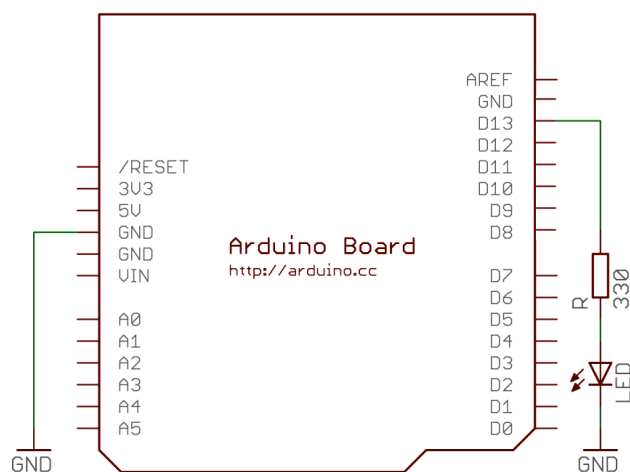 AREF
GND
D13
D12
D11
D10
D9
D8
D7
D6
D5
D4
D3
D2
D1
D0
/RESET
3V3
5V
GND
GND
VIN
A0
A1
A2
A3
A4
A5
Arduino Board
http://arduino.cc
R
330
LED
GND
GND